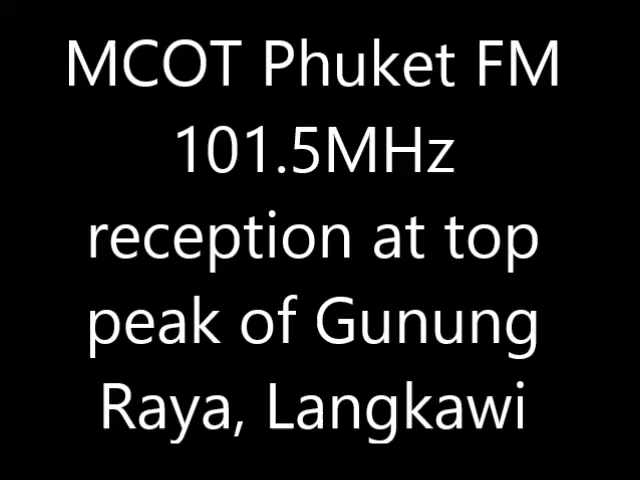 MCOT Phuket FM
101.5MHz
reception at top
peak of Gunung
Raya, Langkawi